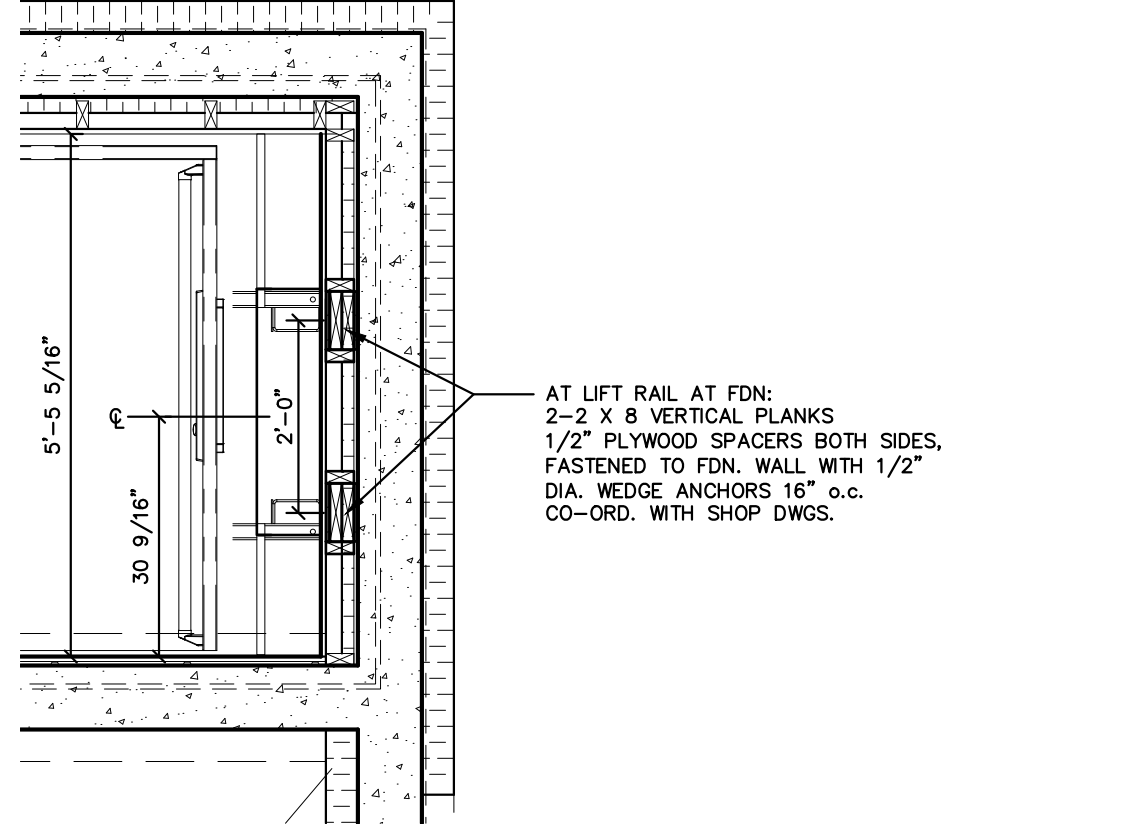 5'-5 5/16"
℄
2'-0"
30 9/16"
AT LIFT RAIL AT FDN:
2-2 X 8 VERTICAL PLANKS
1/2" PLYWOOD SPACERS BOTH SIDES,
FASTENED TO FDN. WALL WITH 1/2"
DIA. WEDGE ANCHORS 16" o.c.
CO-ORD. WITH SHOP DWGS.